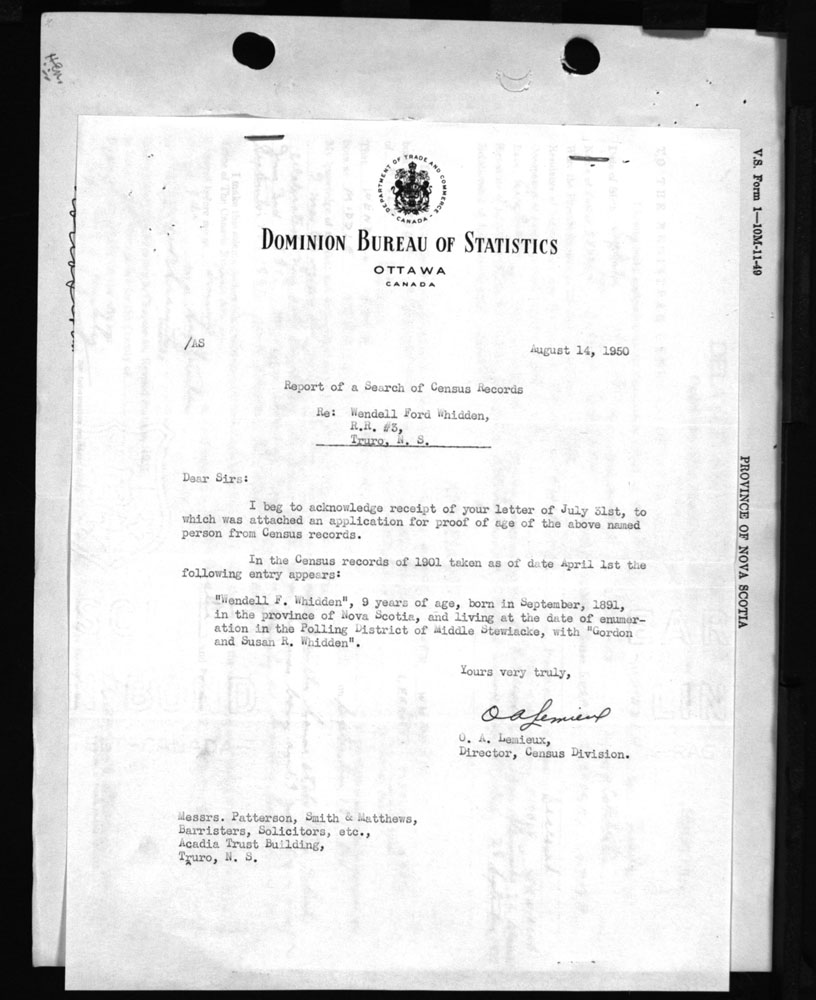 DEPARTMENT OF TRADE AND COMMERCE
CANADA
DOMINION BUREAU OF STATISTICS
OTTAWA
CANADA
/AS
August 14, 1950
Report of a Search of Census Records
Re: Wendell Ford Whidden,
R.R. #3,
Truro, N. S.
Dear Sirs:
I beg to acknowledge receipt of your letter of July 31st, to
which was attached an application for proof of age of the above named
person from Census records.
In the Census records of 1901 taken as of date April 1st the
following entry appears:
"Wendell F. Whidden", 9 years of age, born in September, 1891,
in the province of Nova Scotia, and living at the date of enumer-
ation in the Polling District of Middle Stewiacke, with "Gordon
and Susan R. Whidden".
Yours very truly,
O A Lemieux
O. A. Lemieux,
Director, Census Division.
Messrs. Patterson, Smith & Matthews,
Barristers, Solicitors, etc.,
Acadia Trust Building,
Truro, N. S.
V.S. Form 1—10M-11-49
PROVINCE OF NOVA SCOTIA